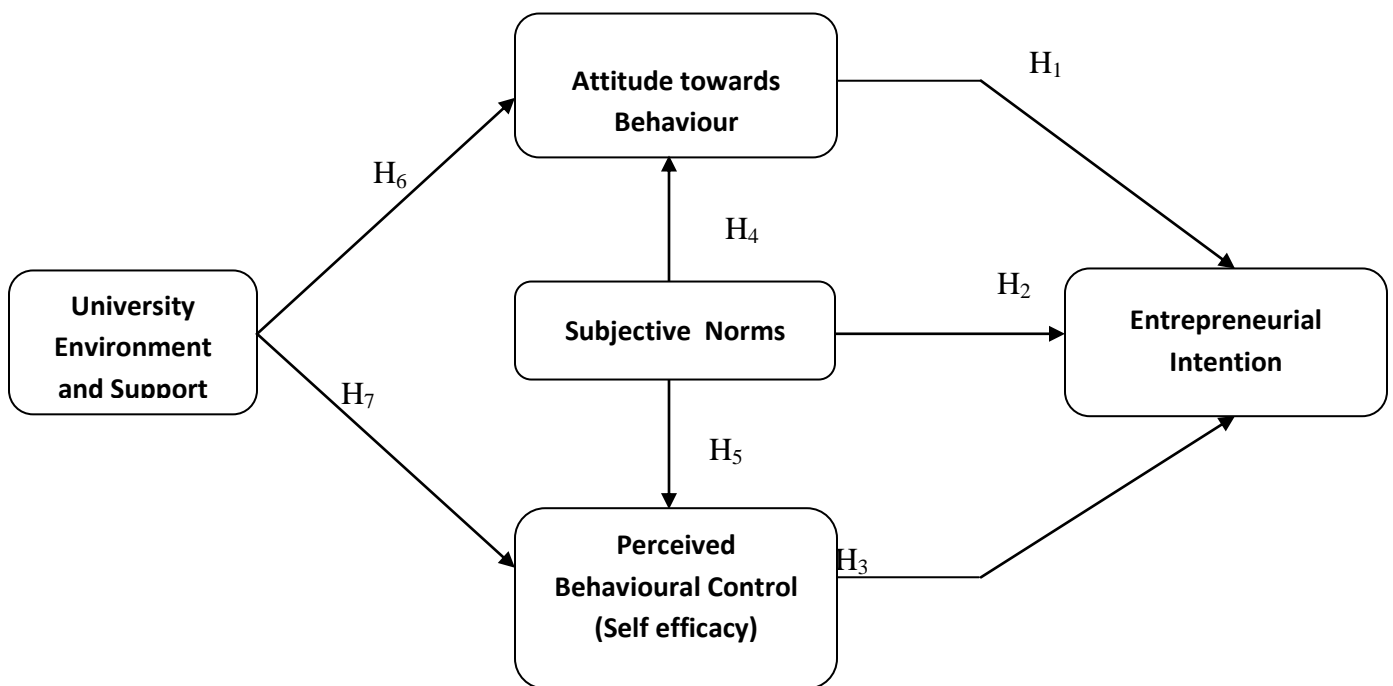 Attitude towards
Behaviour
H₁
H₆
H₄
University
Environment
and Support
Subjective Norms
H₂
Entrepreneurial
Intention
H₇
H₅
Perceived
Behavioural Control
(Self efficacy)
H₃